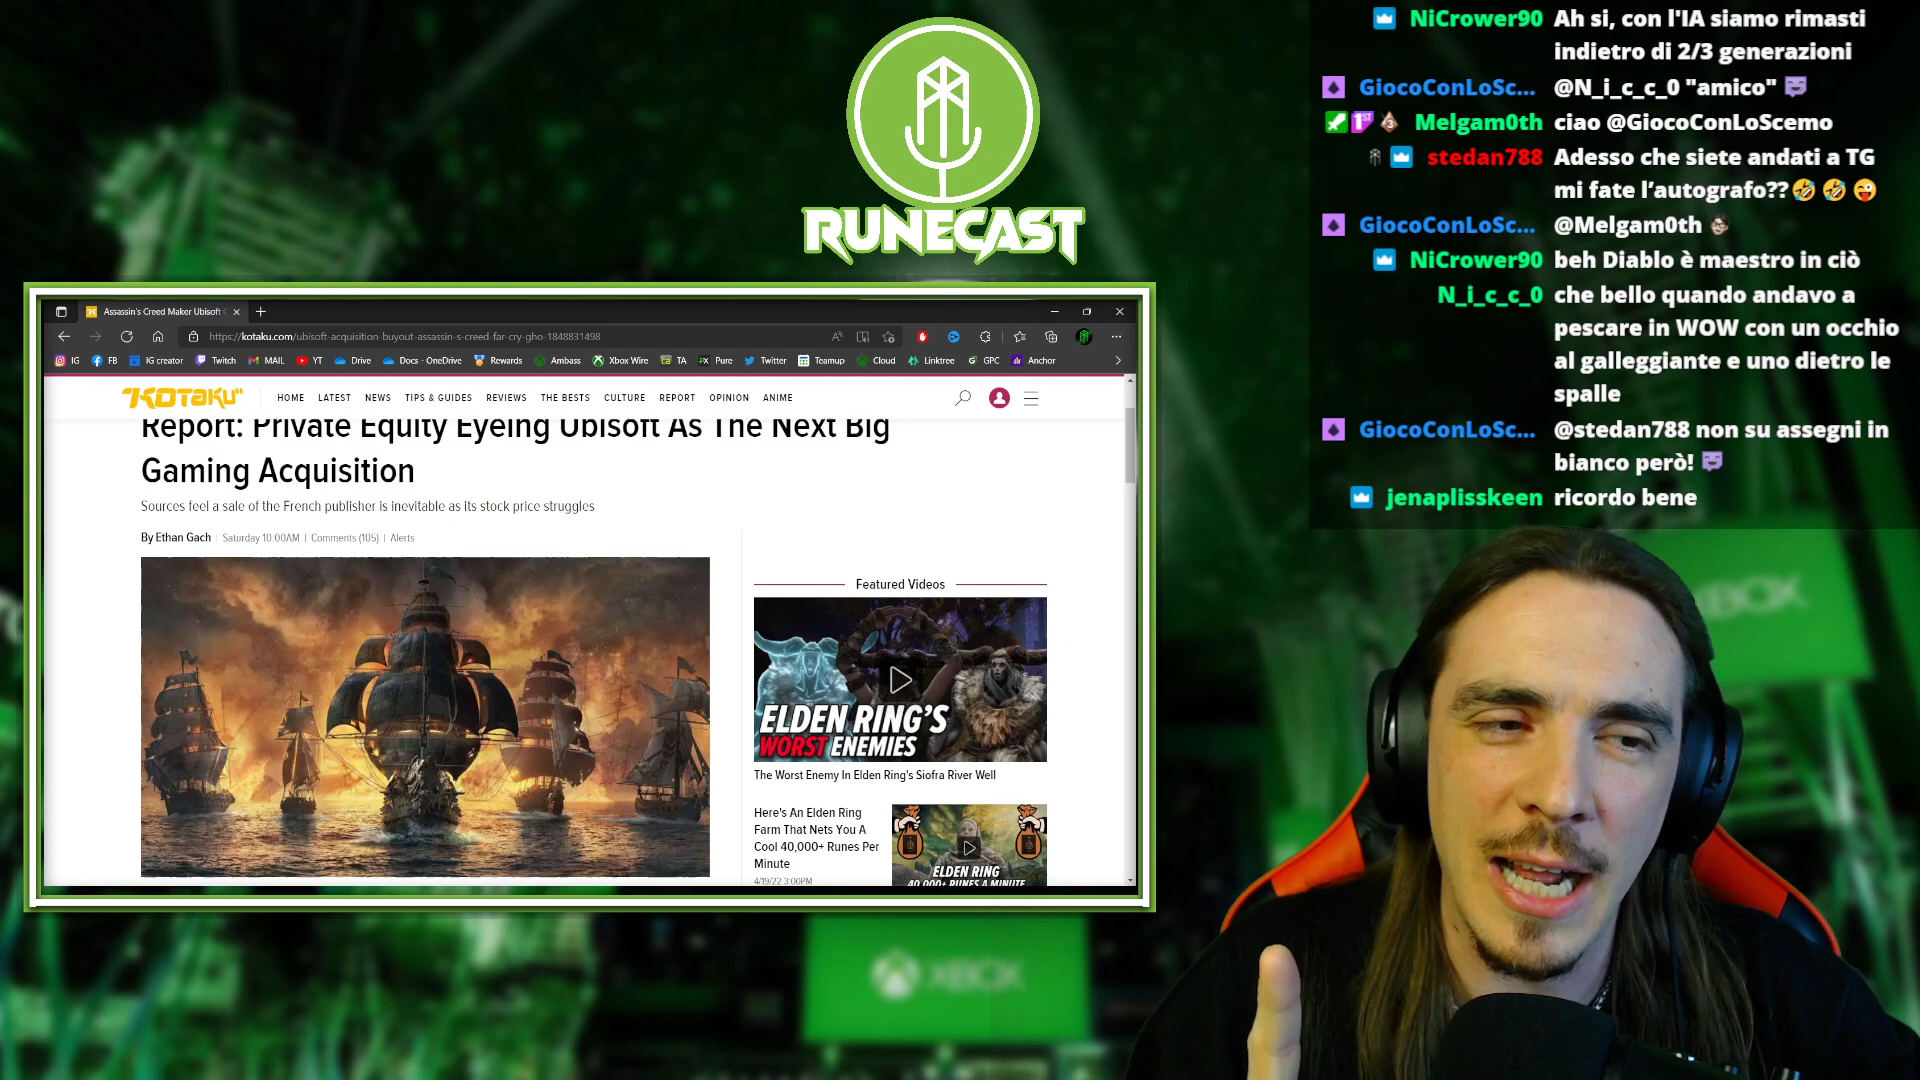 RUNECAST
Assassin's Creed Maker Ubisoft
https://kotaku.com/ubisoft-acquisition-buyout-assassin-s-creed-far-cry-gho-1848831498
IG FB IG creator Twitch MAIL YT Drive Docs - OneDrive Rewards Ambass Xbox Wire TA Pure Twitter Teamup Cloud Linktree GPC Anchor
KOTAKU HOME LATEST NEWS TIPS & GUIDES REVIEWS THE BESTS CULTURE REPORT OPINION ANIME
Report: Private Equity Eyeing Ubisoft As The Next Big
Gaming Acquisition
Sources feel a sale of the French publisher is inevitable as its stock price struggles
By Ethan Gach Saturday 10:00AM Comments (105) Alerts
Featured Videos
ELDEN RING'S
WORST ENEMIES
The Worst Enemy In Elden Ring's Siofra River Well
Here's An Elden Ring
Farm That Nets You A
Cool 40,000+ Runes Per
Minute
4/19/22 3:00PM
ELDEN RING
40,000+ RUNES A MINUTE
NiCrower90 Ah si, con l'IA siamo rimasti
indietro di 2/3 generazioni
GiocoConLoSc... @N_i_c_c_0 "amico"
1ST 3 Melgam0th ciao @GiocoConLoScemo
stedan788 Adesso che siete andati a TG
mi fate l'autografo??🤣 🤣 😜
GiocoConLoSc... @Melgam0th
NiCrower90 beh Diablo è maestro in ciò
N_i_c_c_0 che bello quando andavo a
pescare in WOW con un occhio
al galleggiante e uno dietro le
spalle
GiocoConLoSc... @stedan788 non su assegni in
bianco però!
jenaplisskeen ricordo bene
XBOX
XBOX